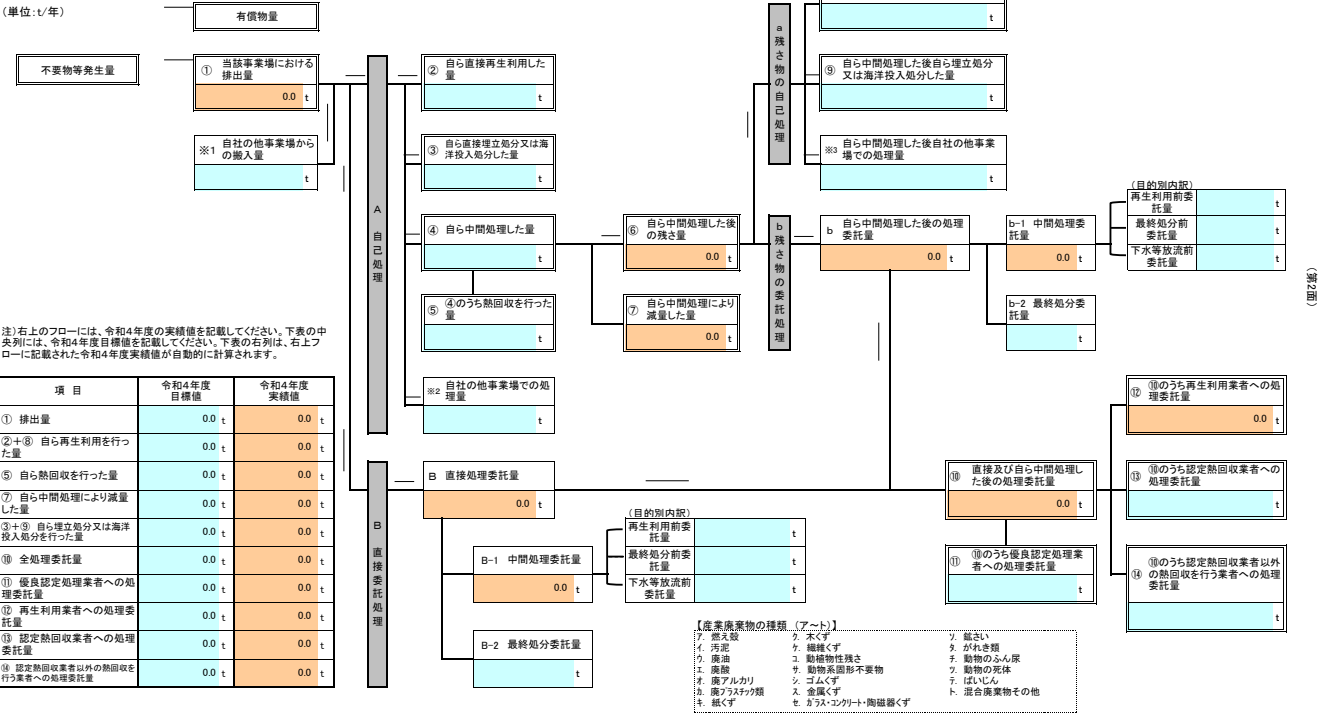 (単位：t/年)
有償物量
t
不要物等発生量
① 当該事業場における
排出量
0.0 t
※1 自社の他事業場から
の搬入量
t
A
自己処理
② 自ら直接再生利用した
量
t
③ 自ら直接埋立処分又は海
洋投入処分した量
t
④ 自ら中間処理した量
t
⑤ ④のうち熱回収を行った
量
t
※2 自社の他事業場での処
理量
t
⑥ 自ら中間処理した後
の残さ量
0.0 t
⑦ 自ら中間処理により
減量した量
0.0 t
a
残さ物の自己処理
⑨ 自ら中間処理した後自ら埋立処分
又は海洋投入処分した量
t
※3 自ら中間処理した後自社の他事業
場での処理量
t
b
残さ物の委託処理
b 自ら中間処理した後の処理
委託量
0.0 t
b-1 中間処理委
託量
0.0 t
b-2 最終処分委
託量
t
(目的別内訳)
再生利用前委
託量
t
最終処分前
委託量
t
下水等放流前
委託量
t
(第2面)
注)右上のフローには、令和4年度の実績値を記載してください。下表の中
央列には、令和4年度目標値を記載してください。下表の右列は、右上フ
ローに記載された令和4年度実績値が自動的に計算されます。
項 目
令和4年度
目標値
令和4年度
実績値
① 排出量
0.0 t 0.0 t
②＋⑧ 自ら再生利用を行っ
た量
0.0 t 0.0 t
⑤ 自ら熱回収を行った量
0.0 t 0.0 t
⑦ 自ら中間処理により減量
した量
0.0 t 0.0 t
③＋⑨ 自ら埋立処分又は海洋
投入処分を行った量
0.0 t 0.0 t
⑩ 全処理委託量
0.0 t 0.0 t
⑪ 優良認定処理業者への処
理委託量
0.0 t 0.0 t
⑫ 再生利用業者への処理委
託量
0.0 t 0.0 t
⑬ 認定熱回収業者への処理
委託量
0.0 t 0.0 t
⑭ 認定熱回収業者以外の熱回収を
行う業者への処理委託量
0.0 t 0.0 t
B
直接委託処理
B 直接処理委託量
0.0 t
B-1 中間処理委託量
0.0 t
B-2 最終処分委託量
t
(目的別内訳)
再生利用前委
託量
t
最終処分前委
託量
t
下水等放流前
委託量
t
⑩ 直接及び自ら中間処理し
た後の処理委託量
0.0 t
⑪ ⑩のうち優良認定処理業
者への処理委託量
t
⑫ ⑩のうち再生利用業者への処
理委託量
0.0 t
⑬ ⑩のうち認定熱回収業者への
処理委託量
t
⑭ ⑩のうち認定熱回収業者以外
の熱回収を行う業者への処理
委託量
t
【産業廃棄物の種類 (ア～ト)】
ア. 燃え殻 ク. 木くず ソ. 鉱さい
イ. 汚泥 ケ. 繊維くず タ. がれき類
ウ. 廃油 コ. 動植物性残さ チ. 動物のふん尿
エ. 廃酸 サ. 動物系固形不要物 ツ. 動物の死体
オ. 廃アルカリ シ. ゴムくず テ. ばいじん
カ. 廃プラスチック類 ス. 金属くず ト. 混合廃棄物その他
キ. 紙くず セ. ガラス・コンクリート・陶磁器くず